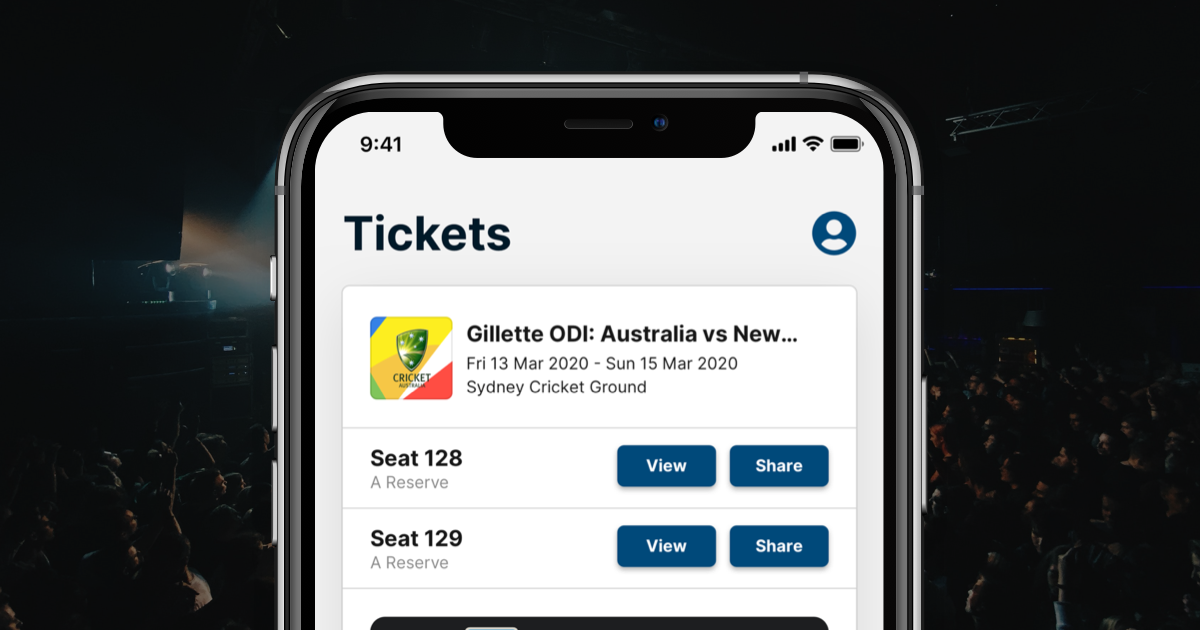 9:41
Tickets
Gillette ODI: Australia vs New...
Fri 13 Mar 2020 - Sun 15 Mar 2020
Sydney Cricket Ground
CRICKET
AUSTRALIA
Seat 128
A Reserve
View
Share
Seat 129
A Reserve
View
Share